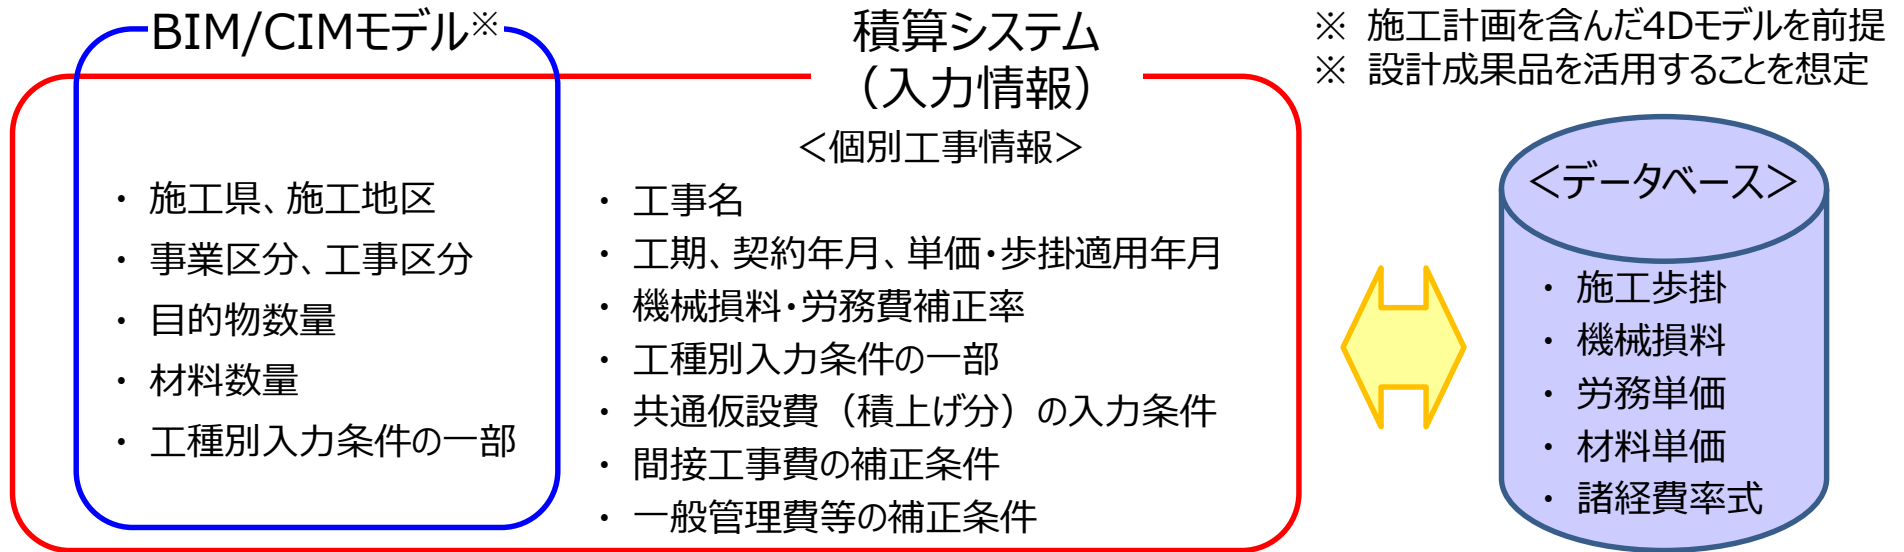 BIM/CIMモデル※
・ 施工県、施工地区
・ 事業区分、工事区分
・ 目的物数量
・ 材料数量
・ 工種別入力条件の一部
積算システム
（入力情報）
＜個別工事情報＞
・ 工事名
・ 工期、契約年月、単価・歩掛適用年月
・ 機械損料・労務費補正率
・ 工種別入力条件の一部
・ 共通仮設費（積上げ分）の入力条件
・ 間接工事費の補正条件
・ 一般管理費等の補正条件
※ 施工計画を含んだ4Dモデルを前提
※ 設計成果品を活用することを想定
＜データベース＞
・ 施工歩掛
・ 機械損料
・ 労務単価
・ 材料単価
・ 諸経費率式